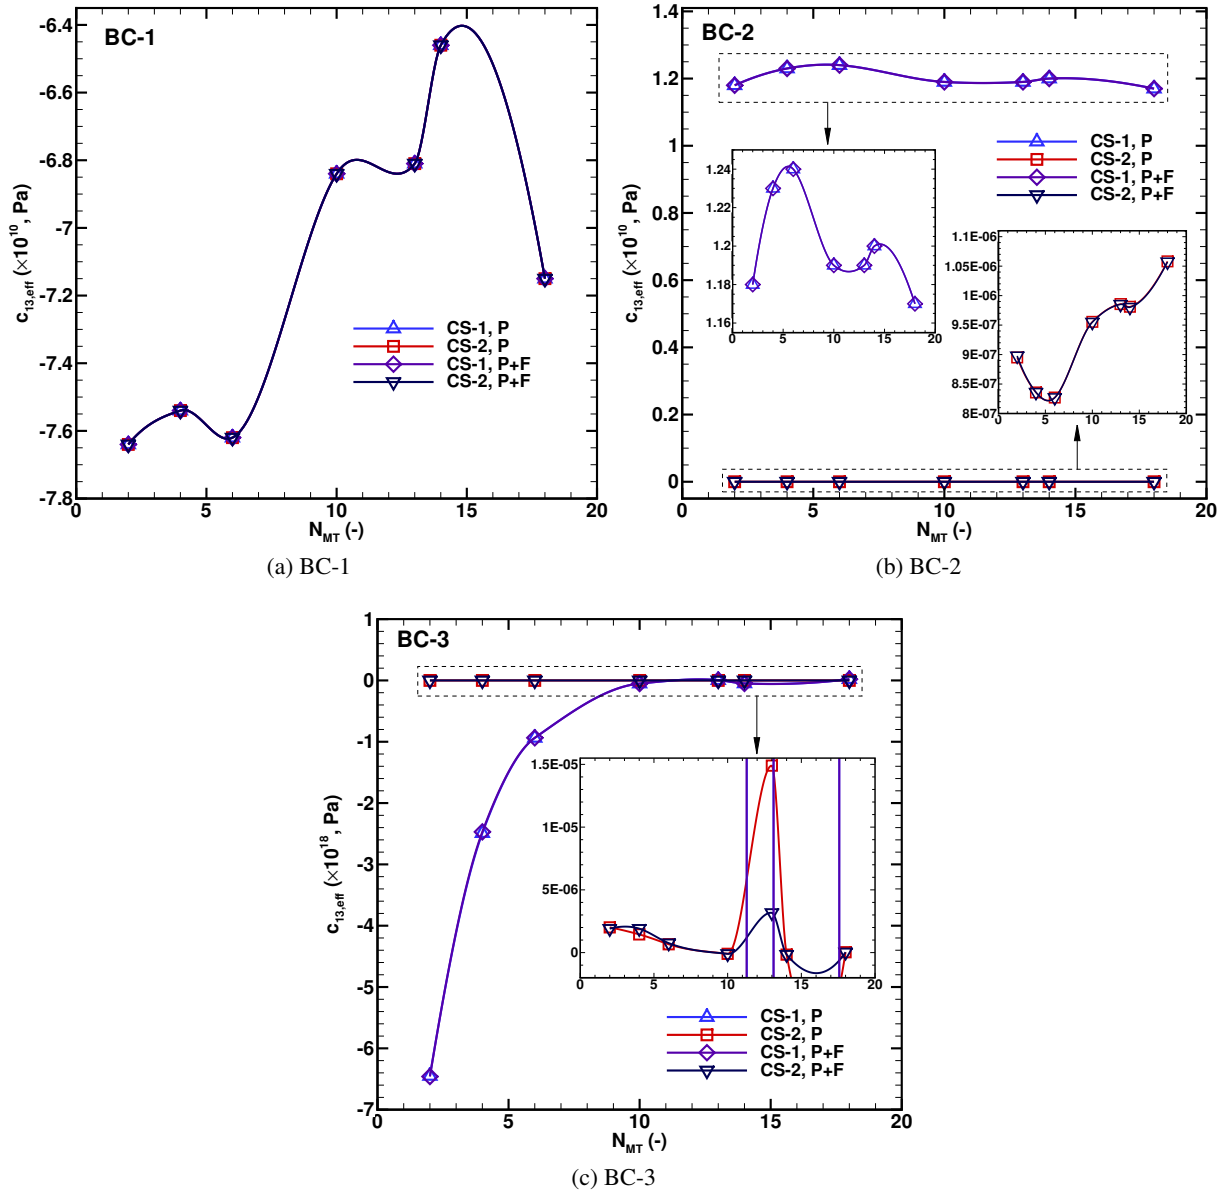 BC-1
-6.4
-6.6
-6.8
-7
-7.2
-7.4
-7.6
-7.8
c13,eff (×10^10, Pa)
CS-1, P
CS-2, P
CS-1, P+F
CS-2, P+F
0 5 10 15 20
N_MT (-)
(a) BC-1
BC-2
1.4
1.2
1
0.8
0.6
0.4
0.2
0
c13,eff (×10^10, Pa)
CS-1, P
CS-2, P
CS-1, P+F
CS-2, P+F
1.24
1.22
1.20
1.18
1.16
0 5 10 15 20
1.1E-06
1.05E-06
1E-06
9.5E-07
9E-07
8.5E-07
8E-07
0 5 10 15 20
0 5 10 15 20
N_MT (-)
(b) BC-2
BC-3
1
0
-1
-2
-3
-4
-5
-6
-7
c13,eff (×10^18, Pa)
1.5E-05
1E-05
5E-06
0
0 5 10 15 20
CS-1, P
CS-2, P
CS-1, P+F
CS-2, P+F
0 5 10 15 20
N_MT (-)
(c) BC-3